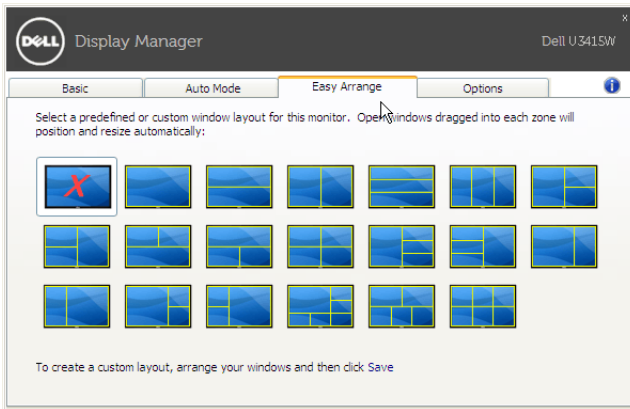 x
DELL Display Manager
Dell U3415W
Basic Auto Mode Easy Arrange Options i
Select a predefined or custom window layout for this monitor. Open windows dragged into each zone will
position and resize automatically:
X
To create a custom layout, arrange your windows and then click Save